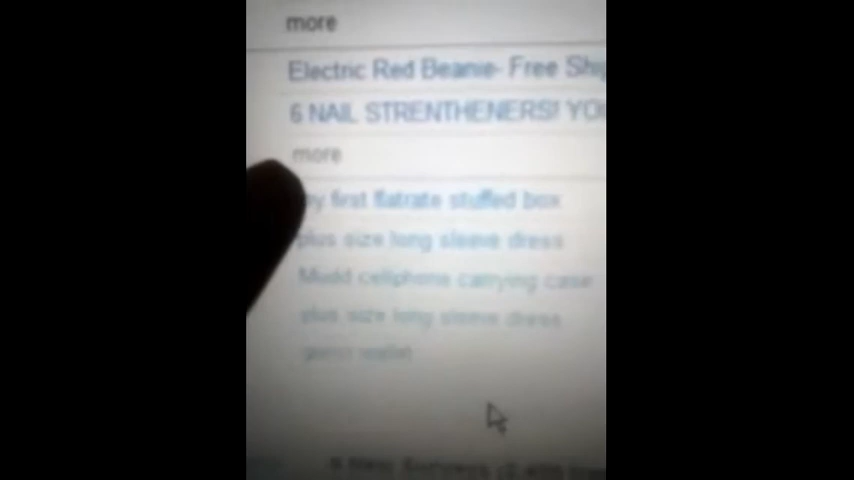 more
Electric Red Beanie- Free Ship
6 NAIL STRENTHENERS! YO
more
y first flatrate stuffed box
plus size long sleeve dress
Mudd cellphone carrying case
plus size long sleeve dress